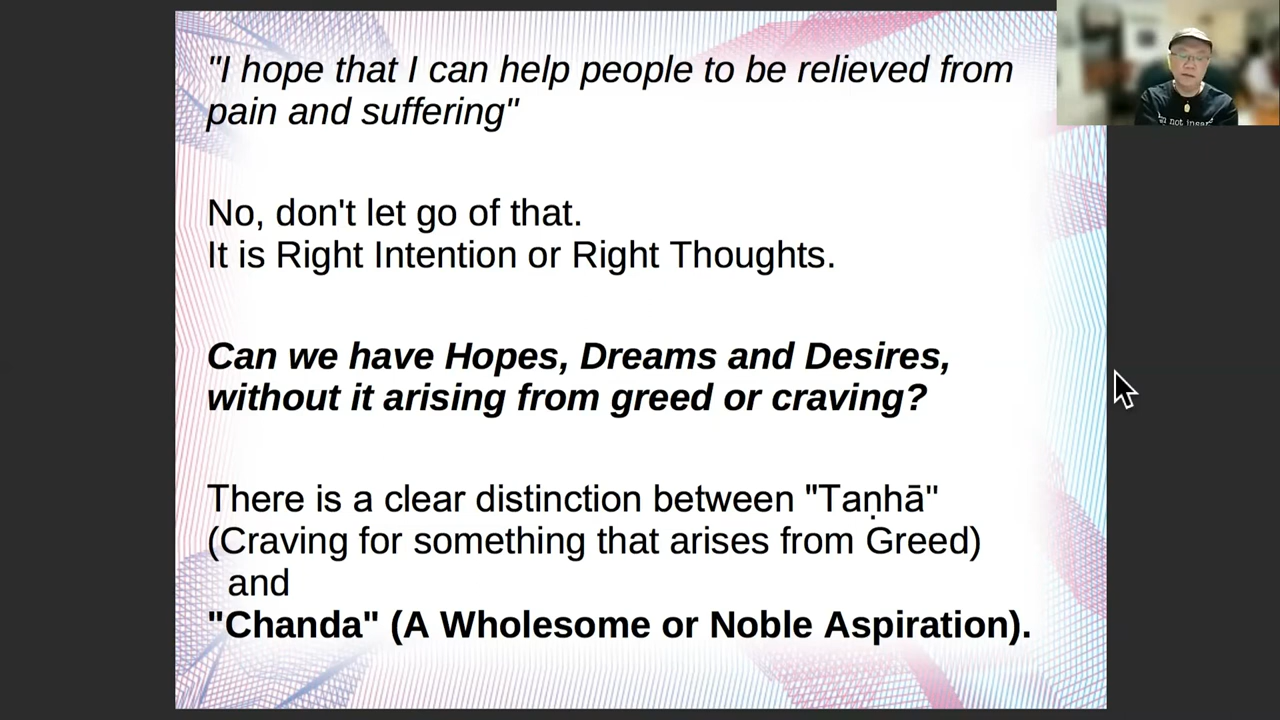 "I hope that I can help people to be relieved from
pain and suffering"
No, don't let go of that.
It is Right Intention or Right Thoughts.
Can we have Hopes, Dreams and Desires,
without it arising from greed or craving?
There is a clear distinction between "Taṇhā"
(Craving for something that arises from Greed)
and
"Chanda" (A Wholesome or Noble Aspiration).
not